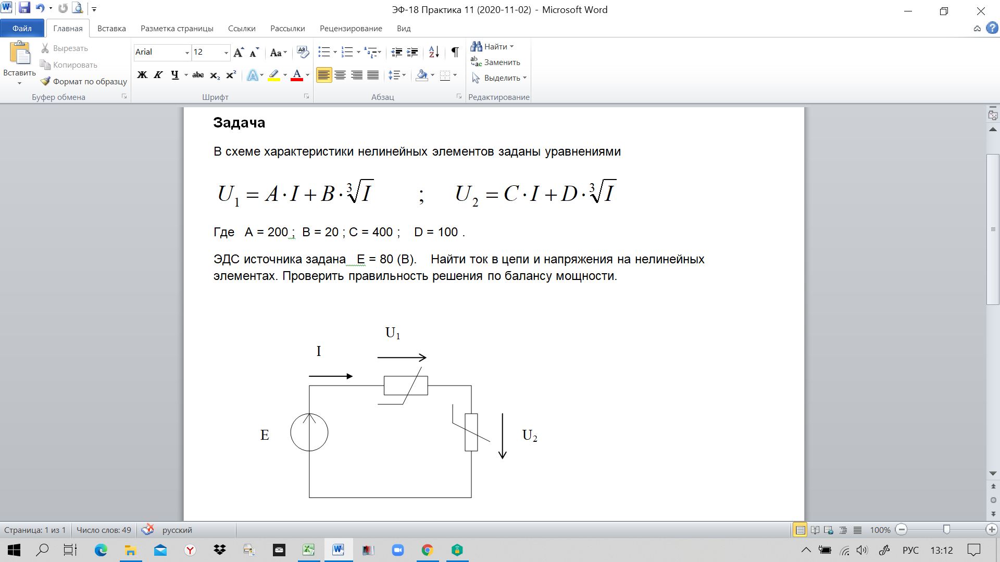 ЭФ-18 Практика 11 (2020-11-02) - Microsoft Word
Файл Главная Вставка Разметка страницы Ссылки Рассылки Рецензирование Вид
Вставить
Вырезать
Копировать
Формат по образцу
Буфер обмена
Arial 12
Ж К Ч abc x₂ x² A A
Шрифт
Абзац
Найти
Заменить
Выделить
Редактирование
Задача
В схеме характеристики нелинейных элементов заданы уравнениями
U₁ = A·I + B·∛I ; U₂ = C·I + D·∛I
Где A = 200 ; B = 20 ; C = 400 ; D = 100 .
ЭДС источника задана E = 80 (В). Найти ток в цепи и напряжения на нелинейных
элементах. Проверить правильность решения по балансу мощности.
U₁
I
E
U₂
Страница: 1 из 1 Число слов: 49 русский 100%
РУС 13:12